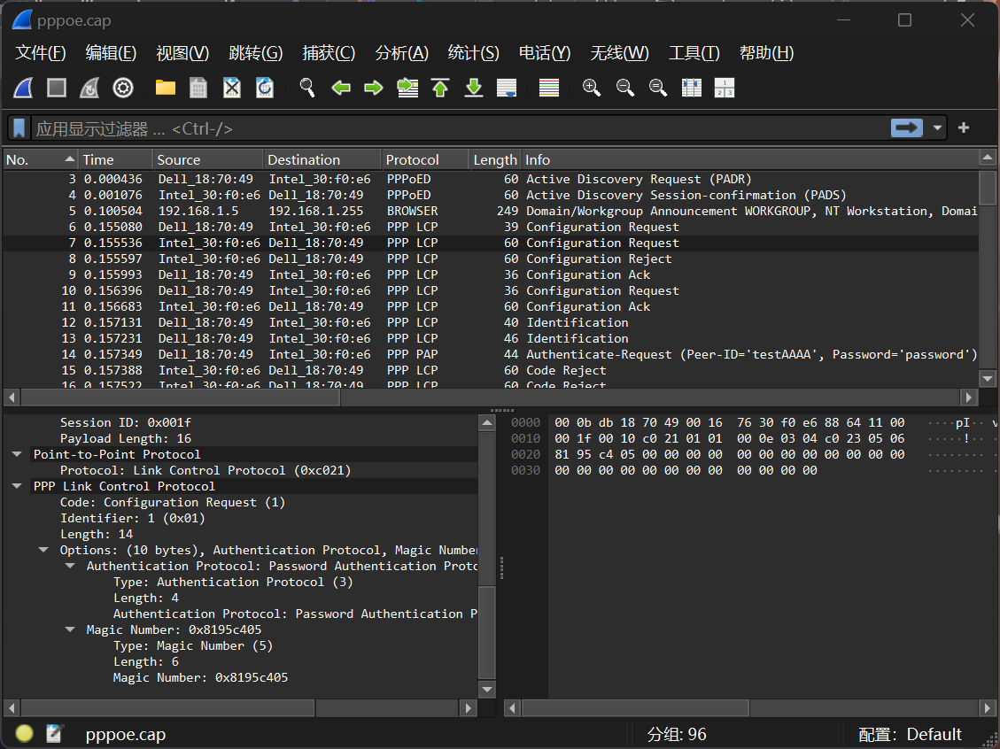 pppoe.cap
文件(F) 编辑(E) 视图(V) 跳转(G) 捕获(C) 分析(A) 统计(S) 电话(Y) 无线(W) 工具(T) 帮助(H)
应用显示过滤器 … <Ctrl-/>
No. Time Source Destination Protocol Length Info
3 0.000436 Dell_18:70:49 Intel_30:f0:e6 PPPoED 60 Active Discovery Request (PADR)
4 0.001076 Intel_30:f0:e6 Dell_18:70:49 PPPoED 60 Active Discovery Session-confirmation (PADS)
5 0.100504 192.168.1.5 192.168.1.255 BROWSER 249 Domain/Workgroup Announcement WORKGROUP, NT Workstation, Domai
6 0.155080 Dell_18:70:49 Intel_30:f0:e6 PPP LCP 39 Configuration Request
7 0.155536 Intel_30:f0:e6 Dell_18:70:49 PPP LCP 60 Configuration Request
8 0.155597 Intel_30:f0:e6 Dell_18:70:49 PPP LCP 60 Configuration Reject
9 0.155993 Dell_18:70:49 Intel_30:f0:e6 PPP LCP 36 Configuration Ack
10 0.156396 Dell_18:70:49 Intel_30:f0:e6 PPP LCP 36 Configuration Request
11 0.156683 Intel_30:f0:e6 Dell_18:70:49 PPP LCP 60 Configuration Ack
12 0.157131 Dell_18:70:49 Intel_30:f0:e6 PPP LCP 40 Identification
13 0.157231 Dell_18:70:49 Intel_30:f0:e6 PPP LCP 46 Identification
14 0.157349 Dell_18:70:49 Intel_30:f0:e6 PPP PAP 44 Authenticate-Request (Peer-ID='testAAAA', Password='password')
15 0.157388 Intel_30:f0:e6 Dell_18:70:49 PPP LCP 60 Code Reject
16 0.157522 Intel_30:f0:e6 Dell_18:70:49 PPP LCP 60 Code Reject
Session ID: 0x001f
Payload Length: 16
Point-to-Point Protocol
Protocol: Link Control Protocol (0xc021)
PPP Link Control Protocol
Code: Configuration Request (1)
Identifier: 1 (0x01)
Length: 14
Options: (10 bytes), Authentication Protocol, Magic Number
Authentication Protocol: Password Authentication Proto
Type: Authentication Protocol (3)
Length: 4
Authentication Protocol: Password Authentication P
Magic Number: 0x8195c405
Type: Magic Number (5)
Length: 6
Magic Number: 0x8195c405
0000 00 0b db 18 70 49 00 16 76 30 f0 e6 88 64 11 00 ····pI·· v
0010 00 1f 00 10 c0 21 01 01 00 0e 03 04 c0 23 05 06 ·····!·· ·
0020 81 95 c4 05 00 00 00 00 00 00 00 00 00 00 00 00 ········ ·
0030 00 00 00 00 00 00 00 00 00 00 00 00 ········ ·
pppoe.cap 分组: 96 配置: Default